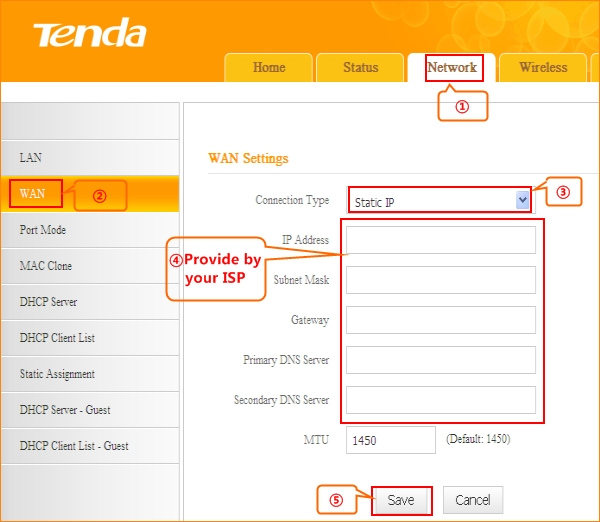 Tenda
Home Status Network Wireless
①
LAN
WAN
②
Port Mode
MAC Clone
DHCP Server
DHCP Client List
Static Assignment
DHCP Server - Guest
DHCP Client List - Guest
WAN Settings
Connection Type Static IP
③
IP Address
④Provide by
your ISP
Subnet Mask
Gateway
Primary DNS Server
Secondary DNS Server
MTU 1450 (Default: 1450)
⑤
Save Cancel